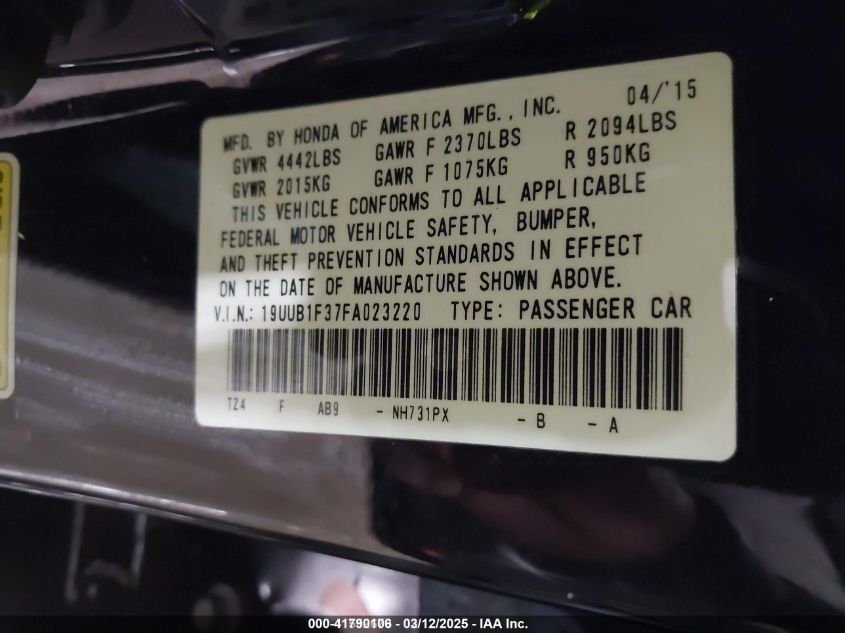 04/'15
MFD. BY HONDA OF AMERICA MFG., INC.
GVWR 4442LBS GAWR F 2370LBS R 2094LBS
GVWR 2015KG GAWR F 1075KG R 950KG
THIS VEHICLE CONFORMS TO ALL APPLICABLE
FEDERAL MOTOR VEHICLE SAFETY, BUMPER,
AND THEFT PREVENTION STANDARDS IN EFFECT
ON THE DATE OF MANUFACTURE SHOWN ABOVE.
V.I.N.: 19UUB1F37FA023220 TYPE: PASSENGER CAR
TZ4 F AB9 - NH731PX - B - A
000-41790106 - 03/12/2025 - IAA Inc.